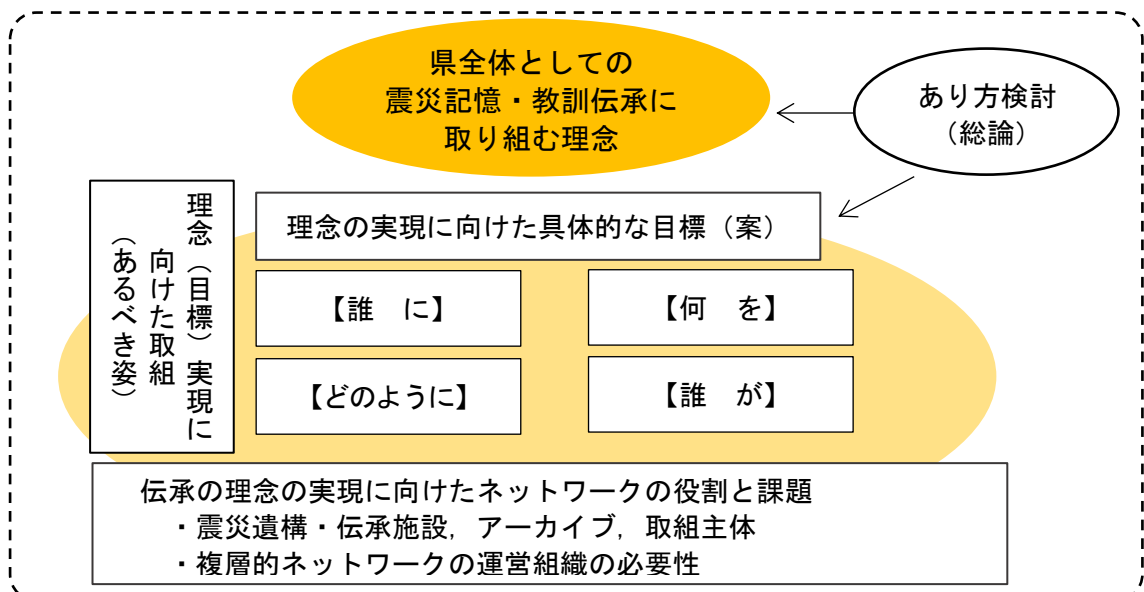 県全体としての
震災記憶・教訓伝承に
取り組む理念
あり方検討
（総論）
理念（目標）実現に
向けた取組
（あるべき姿）
理念の実現に向けた具体的な目標（案）
【誰　に】
【何　を】
【どのように】
【誰　が】
伝承の理念の実現に向けたネットワークの役割と課題
・震災遺構・伝承施設，アーカイブ，取組主体
・複層的ネットワークの運営組織の必要性